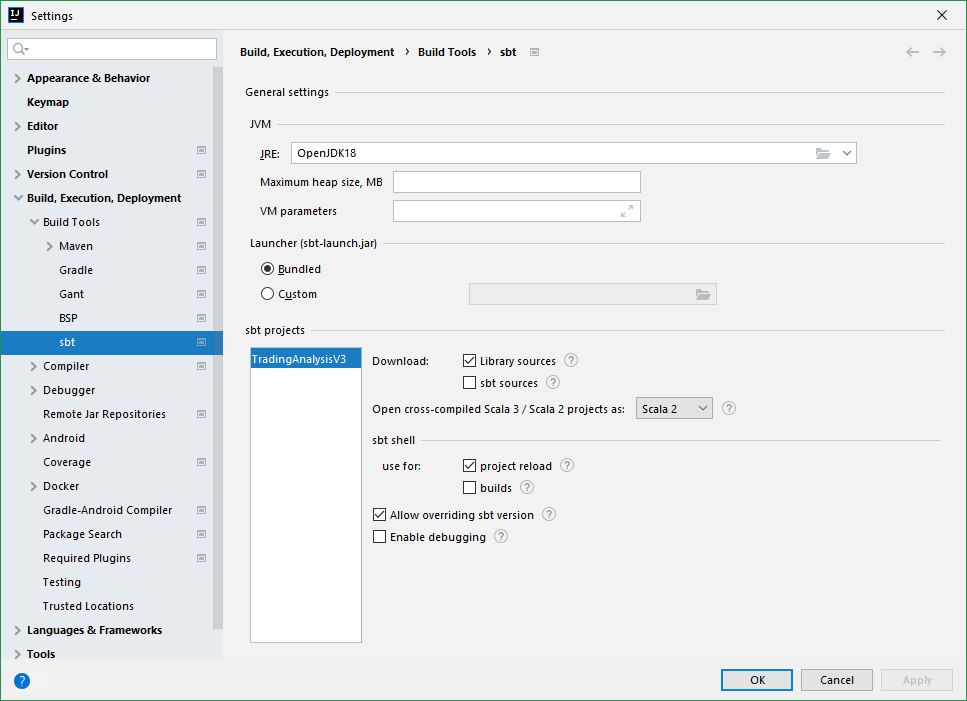 IJ
Settings
Build, Execution, Deployment › Build Tools › sbt
Appearance & Behavior
Keymap
Editor
Plugins
Version Control
Build, Execution, Deployment
Build Tools
Maven
Gradle
Gant
BSP
sbt
Compiler
Debugger
Remote Jar Repositories
Android
Coverage
Docker
Gradle-Android Compiler
Package Search
Required Plugins
Testing
Trusted Locations
Languages & Frameworks
Tools
General settings
JVM
JRE: OpenJDK18
Maximum heap size, MB
VM parameters
Launcher (sbt-launch.jar)
Bundled
Custom
sbt projects
TradingAnalysisV3
Download: Library sources ?
sbt sources ?
Open cross-compiled Scala 3 / Scala 2 projects as: Scala 2 ?
sbt shell
use for: project reload ?
builds ?
Allow overriding sbt version ?
Enable debugging ?
? OK Cancel Apply